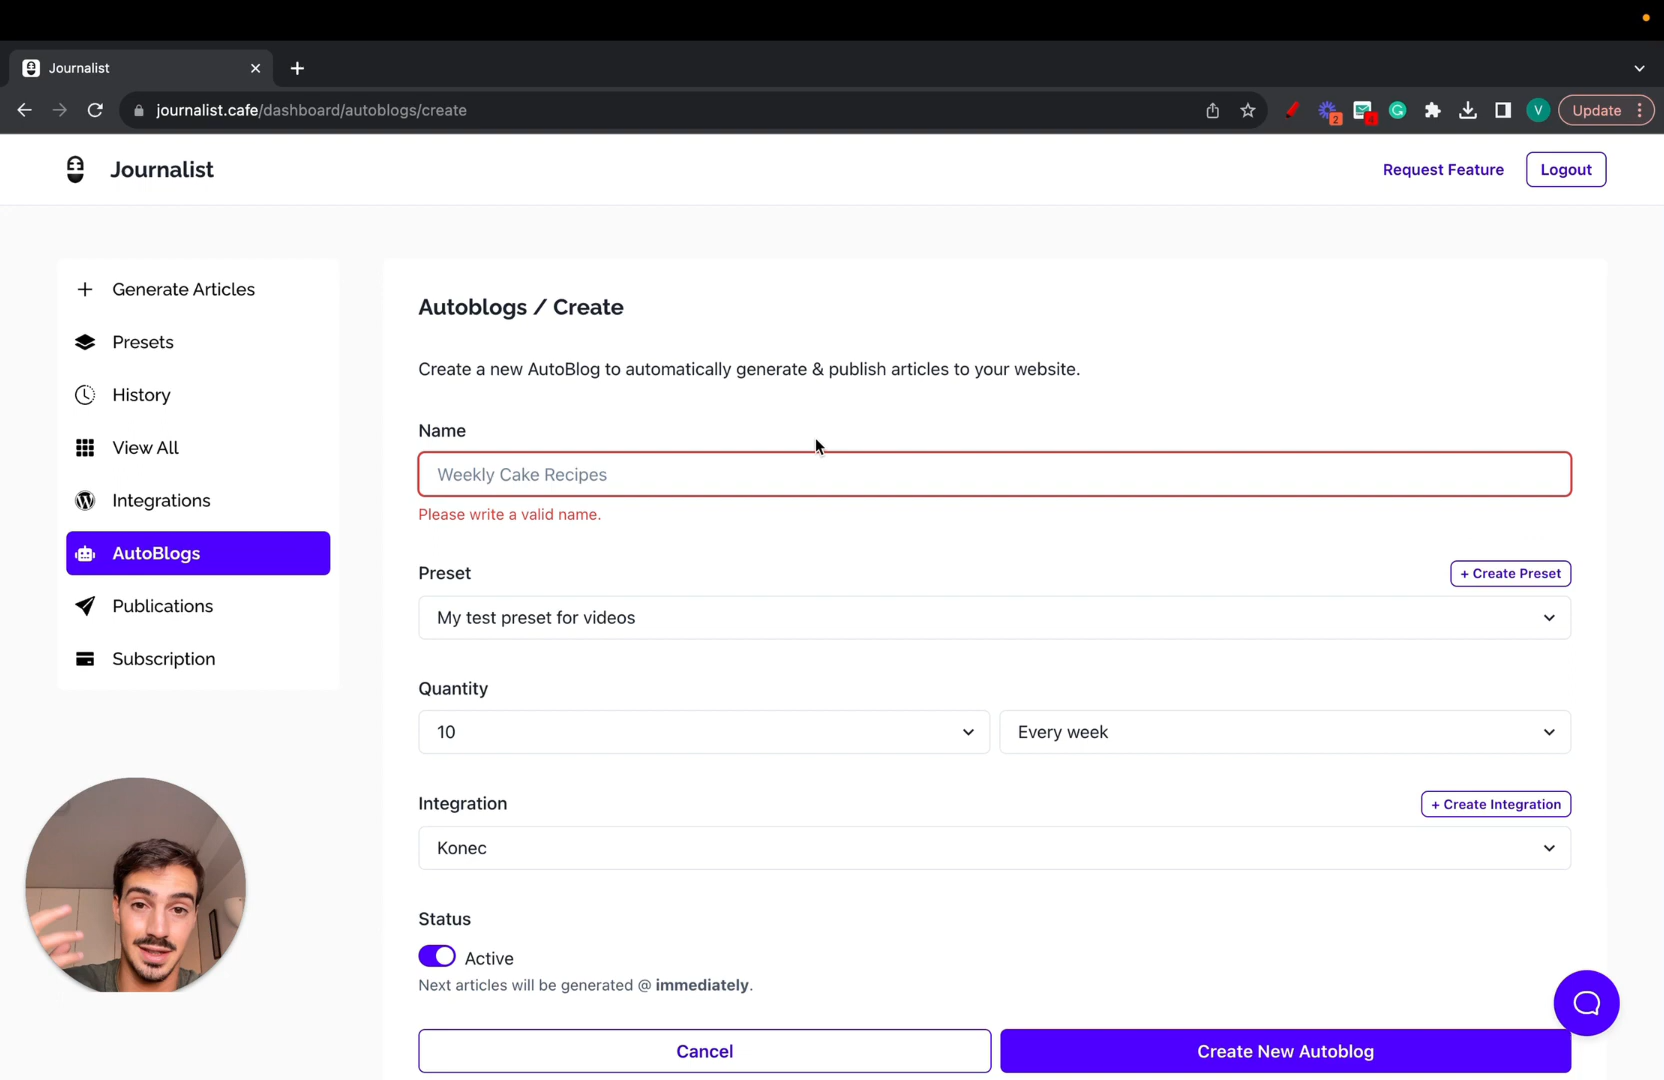 Journalist
journalist.cafe/dashboard/autoblogs/create
2
4
G
V
Update
Journalist
Request Feature
Logout
Generate Articles
Presets
History
View All
Integrations
AutoBlogs
Publications
Subscription
Autoblogs / Create
Create a new AutoBlog to automatically generate & publish articles to your website.
Name
Weekly Cake Recipes
Please write a valid name.
Preset
+ Create Preset
My test preset for videos
Quantity
10
Every week
Integration
+ Create Integration
Konec
Status
Active
Next articles will be generated @ immediately.
Cancel
Create New Autoblog